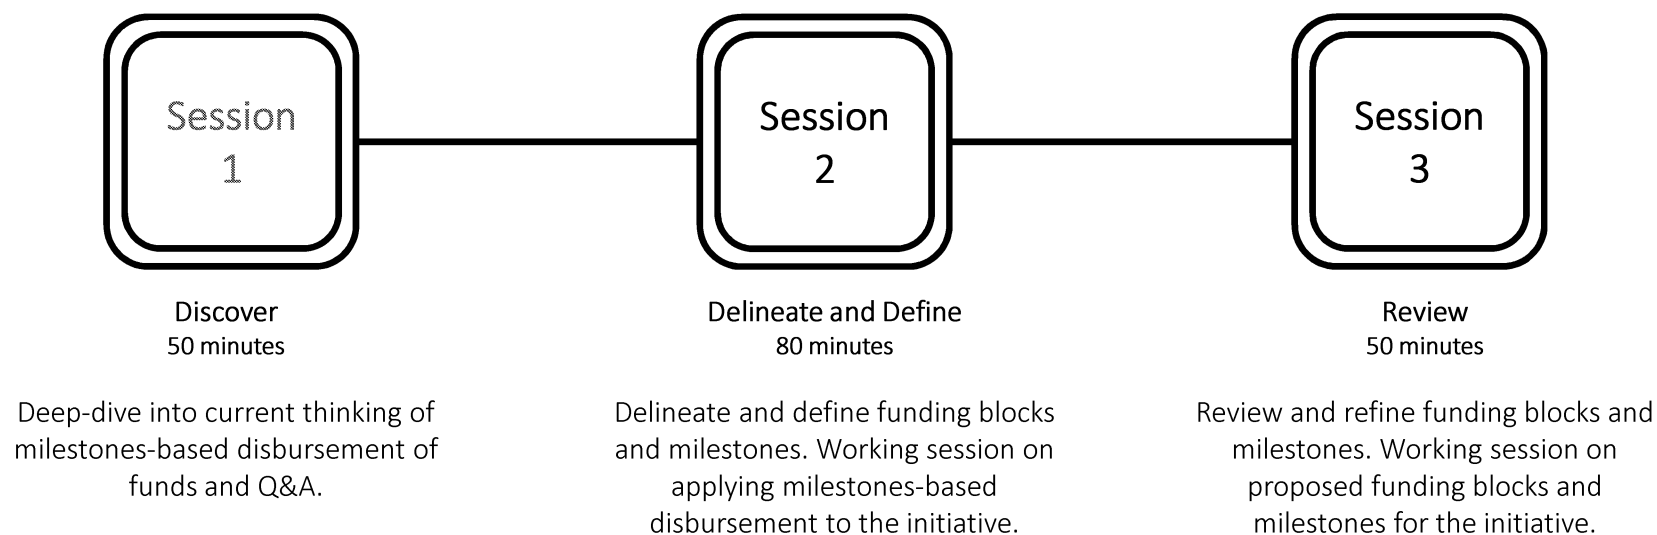 Session
1
Session
2
Session
3
Discover
50 minutes
Delineate and Define
80 minutes
Review
50 minutes
Deep-dive into current thinking of
milestones-based disbursement of
funds and Q&A.
Delineate and define funding blocks
and milestones. Working session on
applying milestones-based
disbursement to the initiative.
Review and refine funding blocks and
milestones. Working session on
proposed funding blocks and
milestones for the initiative.